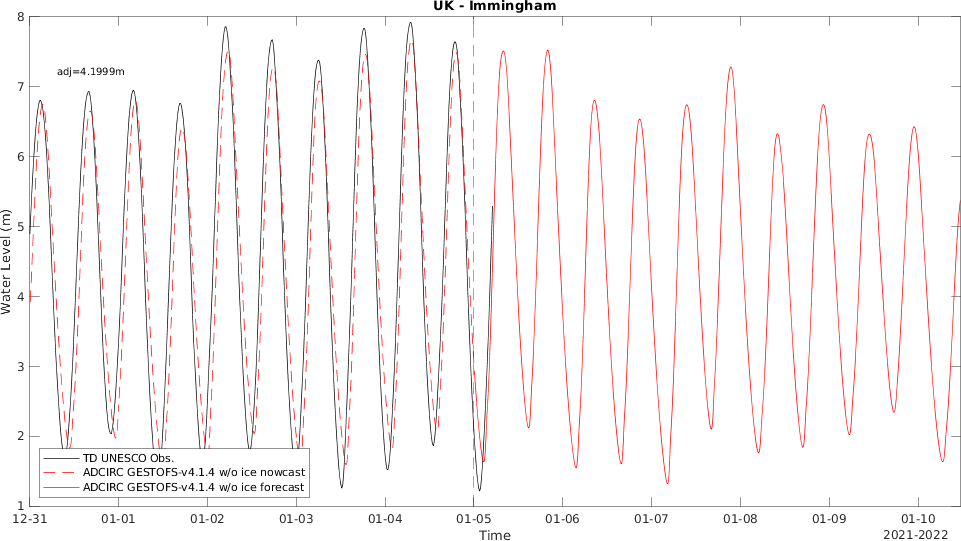 UK - Immingham
8
7
6
5
4
3
2
1
Water Level (m)
adj=4.1999m
TD UNESCO Obs.
ADCIRC GESTOFS-v4.1.4 w/o ice nowcast
ADCIRC GESTOFS-v4.1.4 w/o ice forecast
12-31 01-01 01-02 01-03 01-04 01-05 01-06 01-07 01-08 01-09 01-10
Time
2021-2022